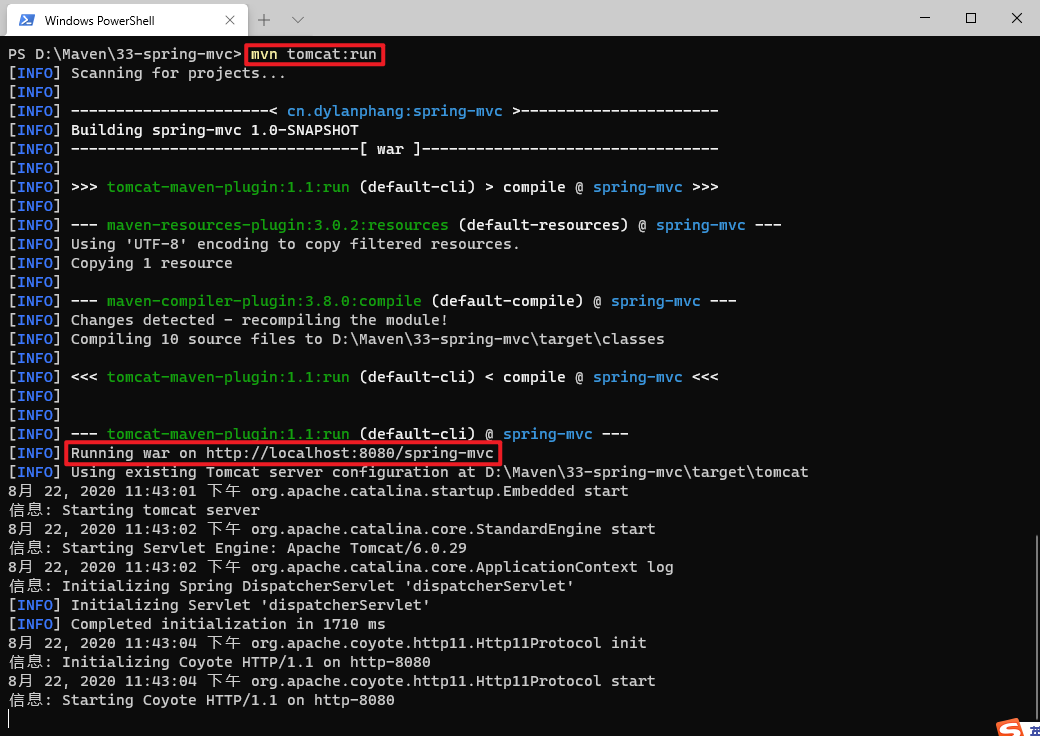 Windows PowerShell
PS D:\Maven\33-spring-mvc> mvn tomcat:run
[INFO] Scanning for projects...
[INFO]
[INFO] ----------------------< cn.dylanphang:spring-mvc >----------------------
[INFO] Building spring-mvc 1.0-SNAPSHOT
[INFO] --------------------------------[ war ]---------------------------------
[INFO]
[INFO] >>> tomcat-maven-plugin:1.1:run (default-cli) > compile @ spring-mvc >>>
[INFO]
[INFO] --- maven-resources-plugin:3.0.2:resources (default-resources) @ spring-mvc ---
[INFO] Using 'UTF-8' encoding to copy filtered resources.
[INFO] Copying 1 resource
[INFO]
[INFO] --- maven-compiler-plugin:3.8.0:compile (default-compile) @ spring-mvc ---
[INFO] Changes detected - recompiling the module!
[INFO] Compiling 10 source files to D:\Maven\33-spring-mvc\target\classes
[INFO]
[INFO] <<< tomcat-maven-plugin:1.1:run (default-cli) < compile @ spring-mvc <<<
[INFO]
[INFO]
[INFO] --- tomcat-maven-plugin:1.1:run (default-cli) @ spring-mvc ---
[INFO] Running war on http://localhost:8080/spring-mvc
[INFO] Using existing Tomcat server configuration at D:\Maven\33-spring-mvc\target\tomcat
8月 22, 2020 11:43:01 下午 org.apache.catalina.startup.Embedded start
信息: Starting tomcat server
8月 22, 2020 11:43:02 下午 org.apache.catalina.core.StandardEngine start
信息: Starting Servlet Engine: Apache Tomcat/6.0.29
8月 22, 2020 11:43:02 下午 org.apache.catalina.core.ApplicationContext log
信息: Initializing Spring DispatcherServlet 'dispatcherServlet'
[INFO] Initializing Servlet 'dispatcherServlet'
[INFO] Completed initialization in 1710 ms
8月 22, 2020 11:43:04 下午 org.apache.coyote.http11.Http11Protocol init
信息: Initializing Coyote HTTP/1.1 on http-8080
8月 22, 2020 11:43:04 下午 org.apache.coyote.http11.Http11Protocol start
信息: Starting Coyote HTTP/1.1 on http-8080